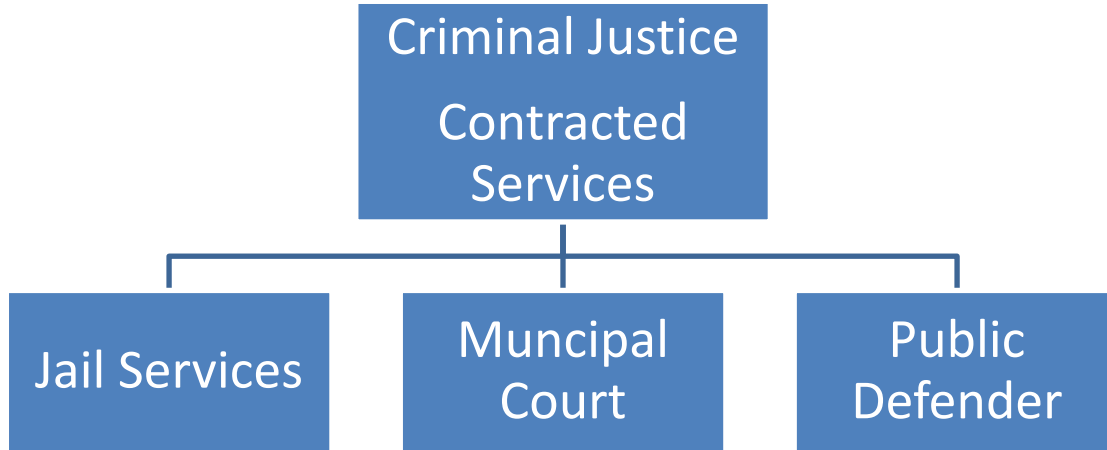 Criminal Justice
Contracted
Services
Jail Services
Muncipal
Court
Public
Defender